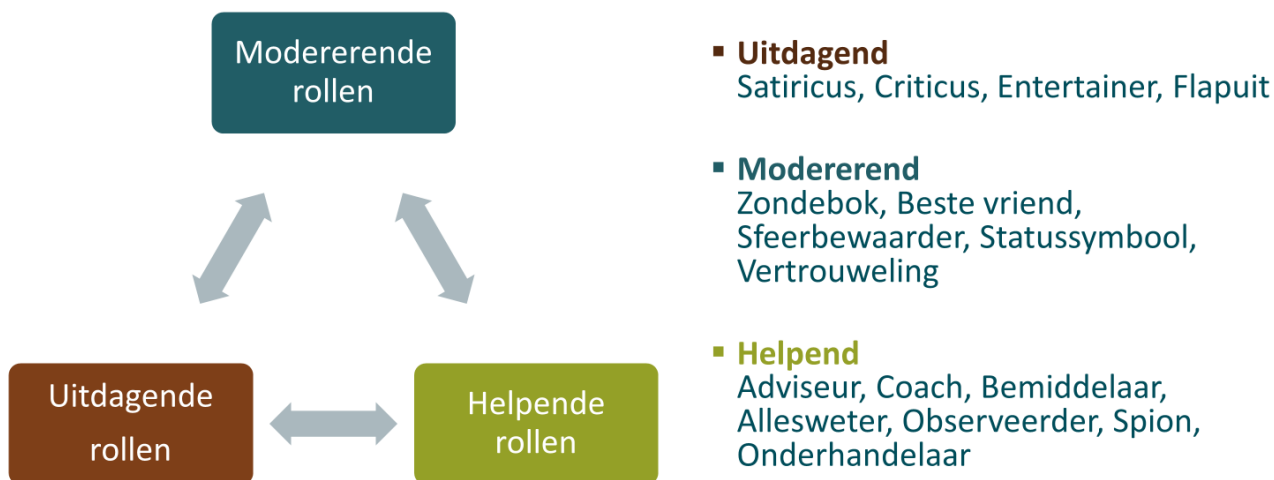 Modererende
rollen
Uitdagende
rollen
Helpende
rollen
▪ Uitdagend
Satiricus, Criticus, Entertainer, Flapuit
▪ Modererend
Zondebok, Beste vriend,
Sfeerbewaarder, Statussymbool,
Vertrouweling
▪ Helpend
Adviseur, Coach, Bemiddelaar,
Allesweter, Observeerder, Spion,
Onderhandelaar